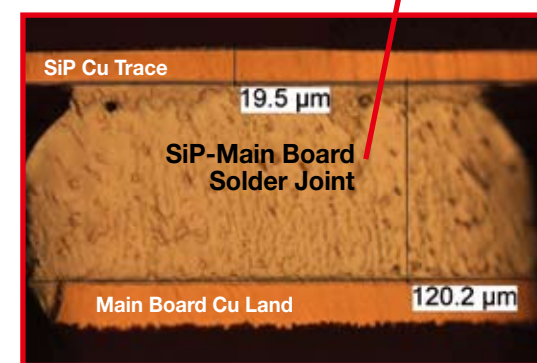 SiP Cu Trace
19.5 µm
SiP-Main Board
Solder Joint
120.2 µm
Main Board Cu Land